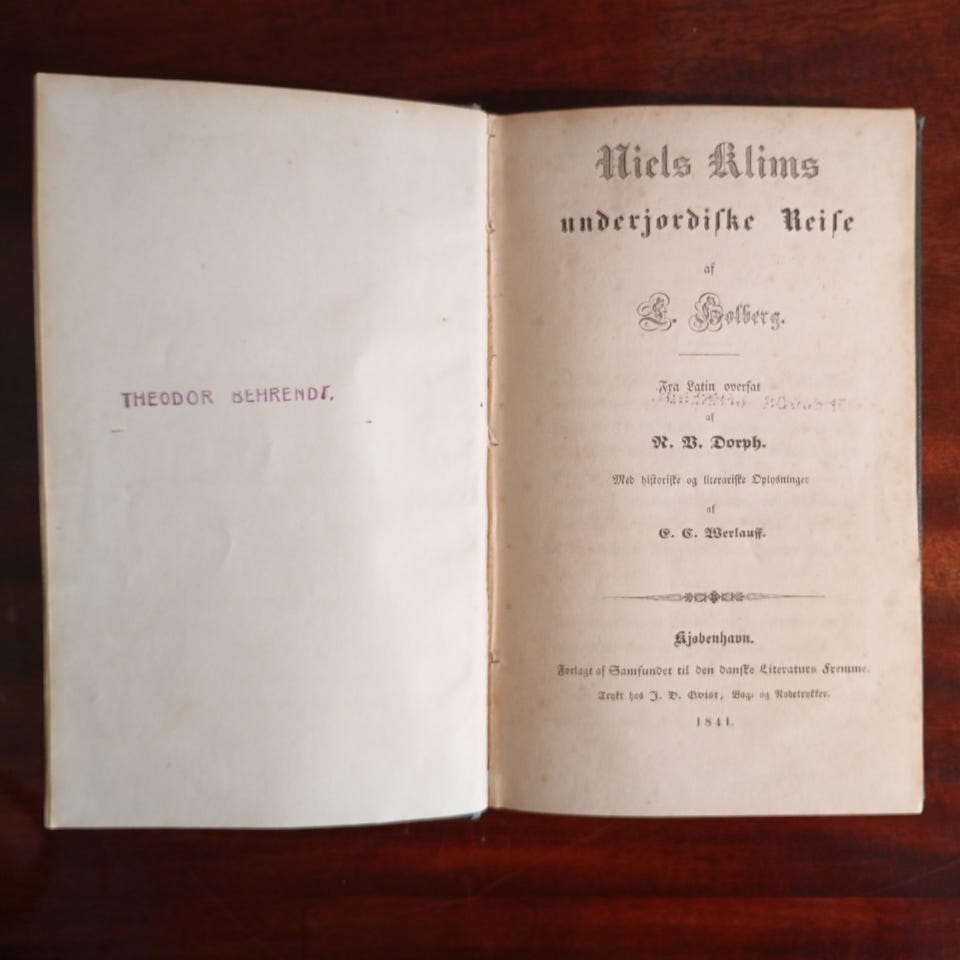 THEODOR BEHRENDT.
Niels Klims
underjordiske Reise
af
L. Holberg.
Fra Latin oversat
af
N. V. Dorph.
Med historiske og literariske Oplysninger
af
E. C. Werlauff.
Kjøbenhavn.
Forlagt af Samfundet til den danske Literaturs Fremme.
Trykt hos J. D. Qvist, Bog- og Nodetrykker.
1841.